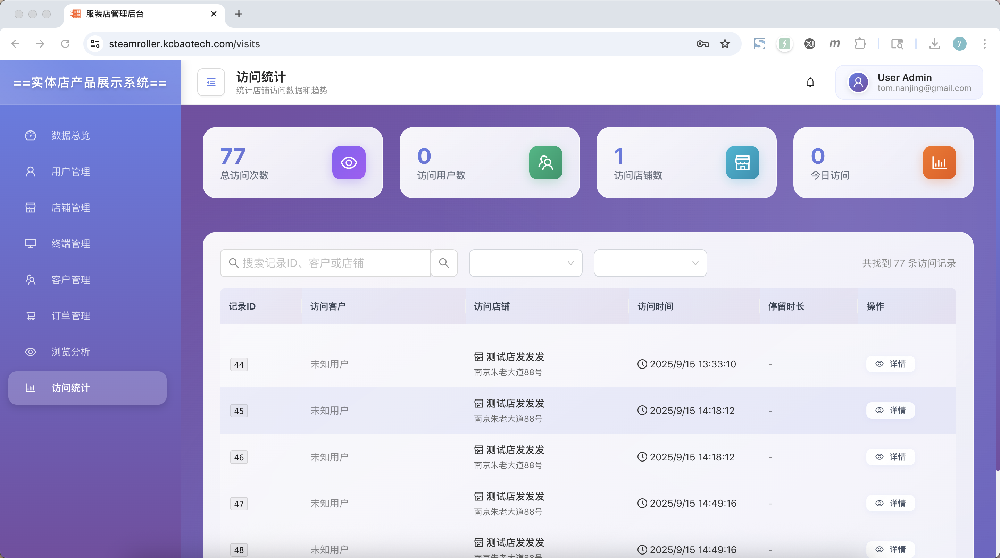 服装店管理后台
steamroller.kcbaotech.com/visits
y
==实体店产品展示系统==
访问统计
统计店铺访问数据和趋势
User Admin
tom.nanjing@gmail.com
数据总览
用户管理
店铺管理
终端管理
客户管理
订单管理
浏览分析
访问统计
77
总访问次数
0
访问用户数
1
访问店铺数
0
今日访问
搜索记录ID、客户或店铺
共找到 77 条访问记录
记录ID 访问客户 访问店铺 访问时间 停留时长 操作
44 未知用户 测试店发发发 2025/9/15 13:33:10 - 详情
南京朱老大道88号
45 未知用户 测试店发发发 2025/9/15 14:18:12 - 详情
南京朱老大道88号
46 未知用户 测试店发发发 2025/9/15 14:18:12 - 详情
南京朱老大道88号
47 未知用户 测试店发发发 2025/9/15 14:49:16 - 详情
南京朱老大道88号
48 未知用户 测试店发发发 2025/9/15 14:49:16 - 详情
南京朱老大道88号